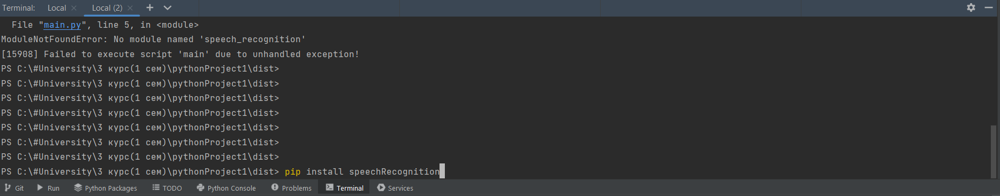 Terminal: Local Local (2)
File "main.py", line 5, in <module>
ModuleNotFoundError: No module named 'speech_recognition'
[15908] Failed to execute script 'main' due to unhandled exception!
PS C:\#University\3 курс(1 сем)\pythonProject1\dist>
PS C:\#University\3 курс(1 сем)\pythonProject1\dist>
PS C:\#University\3 курс(1 сем)\pythonProject1\dist>
PS C:\#University\3 курс(1 сем)\pythonProject1\dist>
PS C:\#University\3 курс(1 сем)\pythonProject1\dist>
PS C:\#University\3 курс(1 сем)\pythonProject1\dist>
PS C:\#University\3 курс(1 сем)\pythonProject1\dist>
PS C:\#University\3 курс(1 сем)\pythonProject1\dist> pip install speechRecognition
Git Run Python Packages TODO Python Console Problems Terminal Services